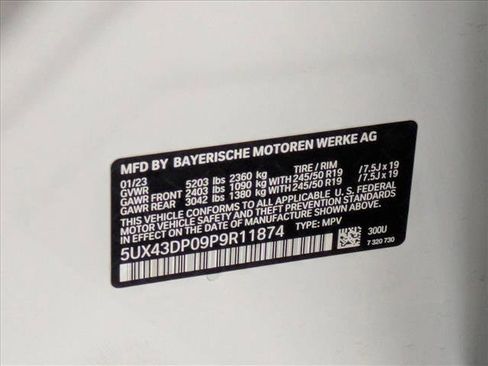 MFD BY BAYERISCHE MOTOREN WERKE AG
01/23 5203 lbs 2360 kg TIRE / RIM
GVWR
GAWR FRONT 2403 lbs 1090 kg WITH 245/50 R19 /7.5J x 19
GAWR REAR 3042 lbs 1380 kg WITH 245/50 R19 /7.5J x 19
THIS VEHICLE CONFORMS TO ALL APPLICABLE U.S. FEDERAL
MOTOR VEHICLE SAFETY AND THEFT PREVENTION STANDARDS
IN EFFECT ON THE DATE OF MANUFACTURE SHOWN ABOVE.
5UX43DP09P9R11874 TYPE: MPV
300U
7 320 730